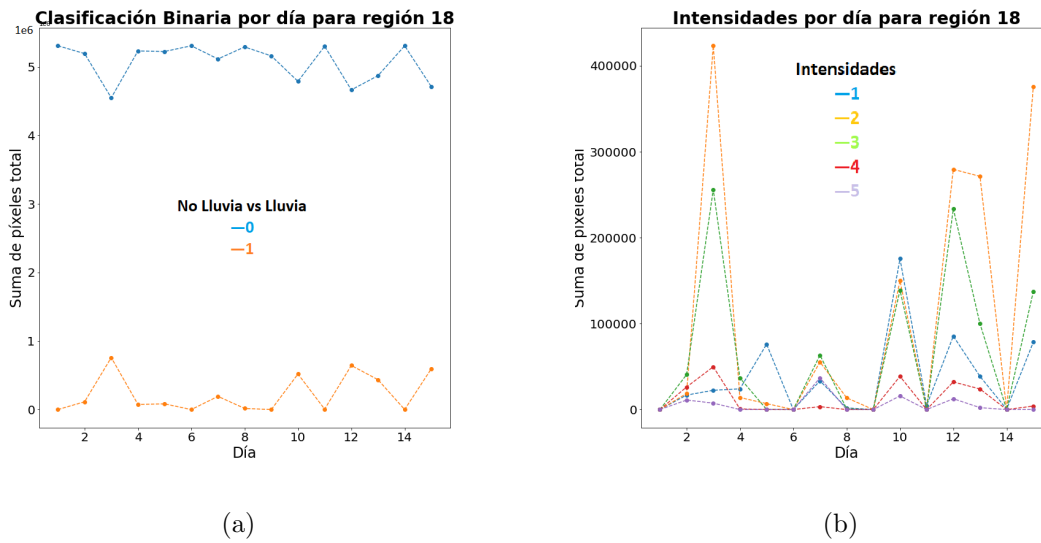 Clasificación Binaria por día para región 18
1e6
Suma de píxeles total
5
4
3
2
1
0
No Lluvia vs Lluvia
—0
—1
2 4 6 8 10 12 14
Día
(a)
Intensidades por día para región 18
Suma de píxeles total
400000
300000
200000
100000
0
Intensidades
—1
—2
—3
—4
—5
2 4 6 8 10 12 14
Día
(b)